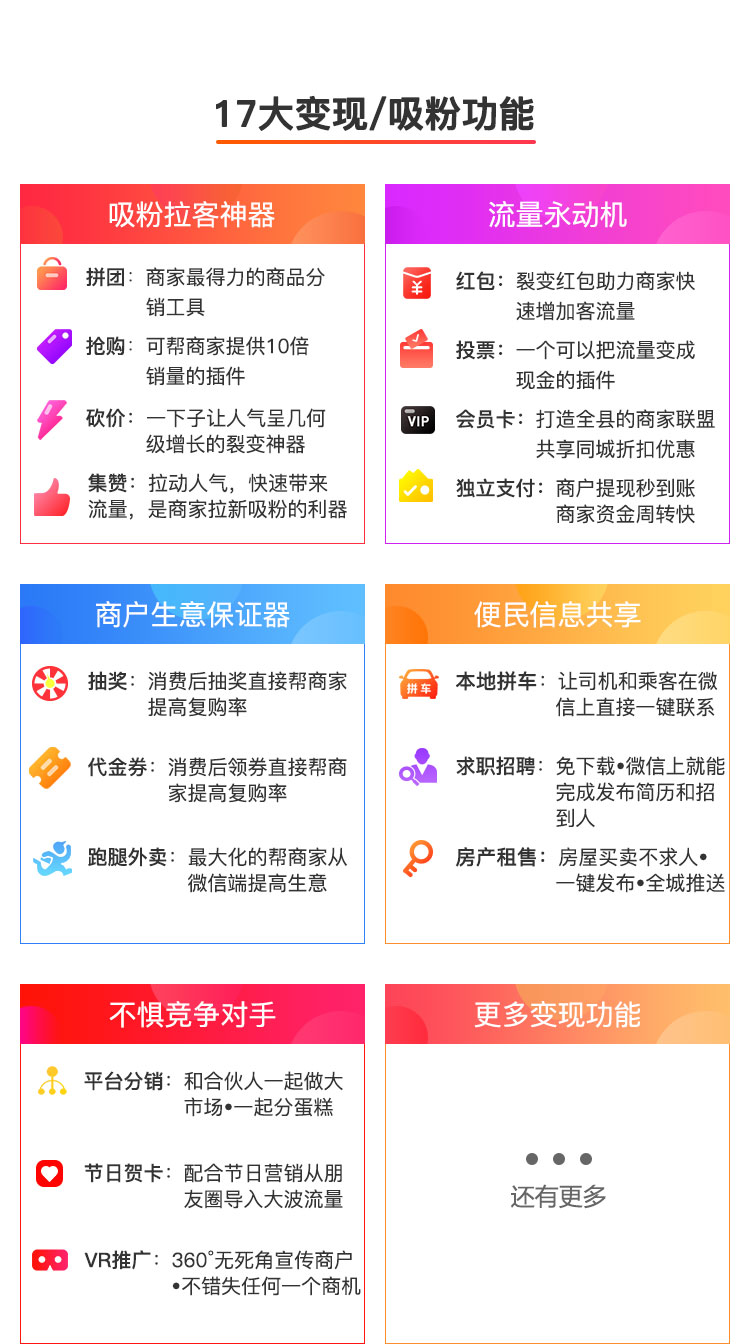 17大变现/吸粉功能
吸粉拉客神器
拼团：商家最得力的商品分
销工具
抢购：可帮商家提供10倍
销量的插件
砍价：一下子让人气呈几何
级增长的裂变神器
集赞：拉动人气，快速带来
流量，是商家拉新吸粉的利器
流量永动机
¥
红包：裂变红包助力商家快
速增加客流量
投票：一个可以把流量变成
现金的插件
VIP
会员卡：打造全县的商家联盟
共享同城折扣优惠
独立支付：商户提现秒到账
商家资金周转快
商户生意保证器
抽奖：消费后抽奖直接帮商家
提高复购率
代金券：消费后领券直接帮商
家提高复购率
跑腿外卖：最大化的帮商家从
微信端提高生意
便民信息共享
拼车
本地拼车：让司机和乘客在微
信上直接一键联系
求职招聘：免下载•微信上就能
完成发布简历和招
到人
房产租售：房屋买卖不求人•
一键发布•全城推送
不惧竞争对手
平台分销：和合伙人一起做大
市场•一起分蛋糕
节日贺卡：配合节日营销从朋
友圈导入大波流量
VR推广：360°无死角宣传商户
•不错失任何一个商机
更多变现功能
还有更多